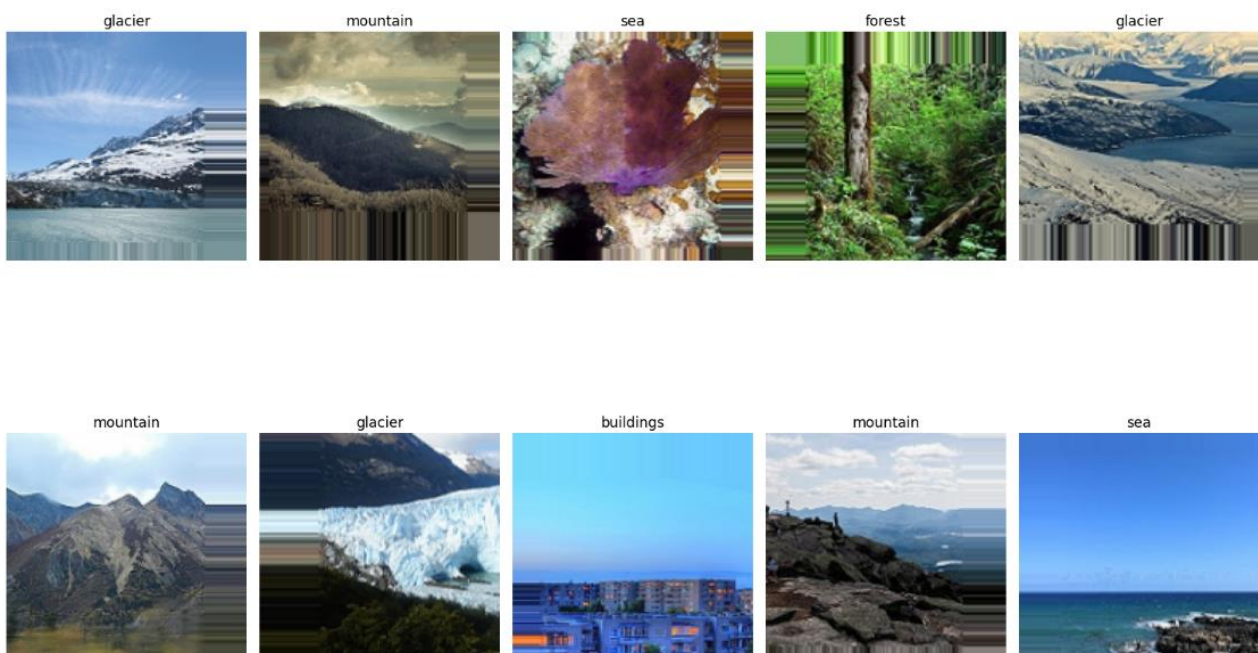 glacier
mountain
sea
forest
glacier
mountain
glacier
buildings
mountain
sea